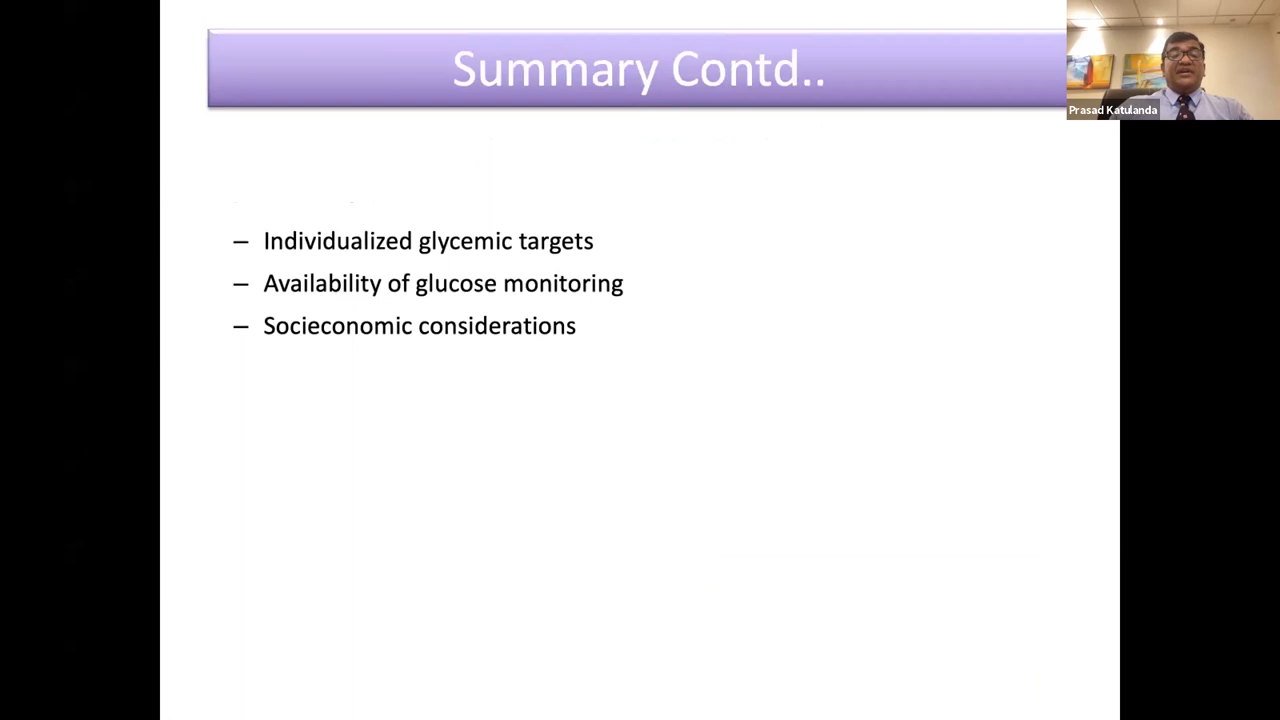 Summary Contd..
Prasad Katulanda
– Individualized glycemic targets
– Availability of glucose monitoring
– Socieconomic considerations